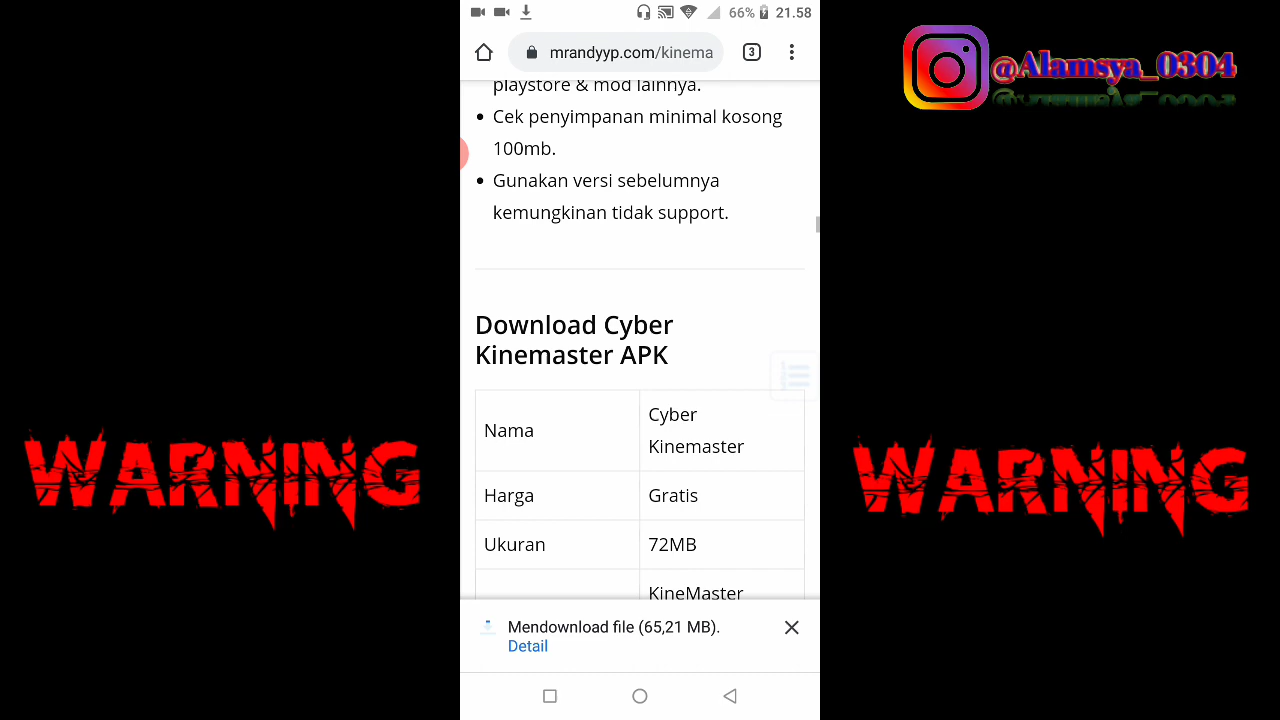 66% 21.58
mrandyyp.com/kinema 3
playstore & mod lainnya.
Cek penyimpanan minimal kosong
100mb.
Gunakan versi sebelumnya
kemungkinan tidak support.
Download Cyber
Kinemaster APK
Nama
Cyber
Kinemaster
Harga
Gratis
Ukuran
72MB
KineMaster
Mendownload file (65,21 MB).
Detail
@Alamsya_0304
WARNING
WARNING